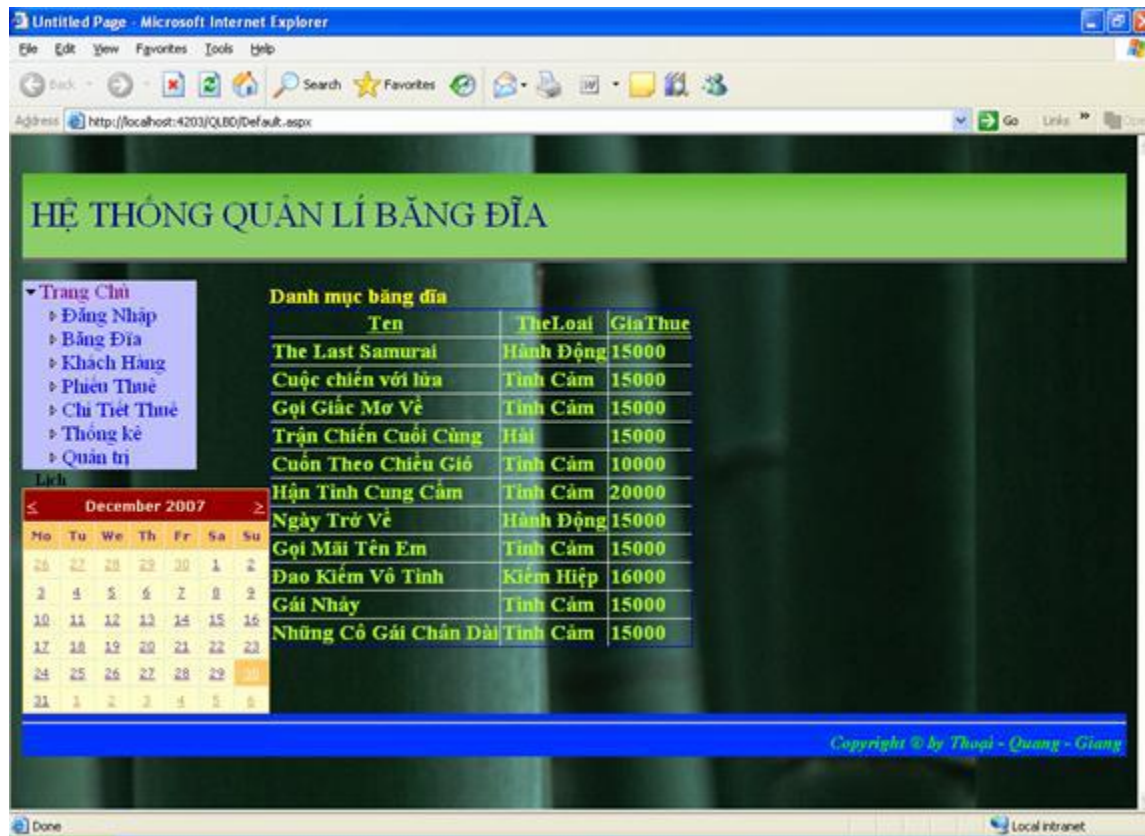 Untitled Page - Microsoft Internet Explorer
File Edit View Favorites Tools Help
Back Search Favorites
Address http://localhost:4203/QLBD/Default.aspx Go Links
HỆ THỐNG QUẢN LÍ BĂNG ĐĨA
Trang Chủ
Đăng Nhập
Băng Đĩa
Khách Hàng
Phiếu Thuê
Chi Tiết Thuê
Thống kê
Quản trị
Lịch
< December 2007 >
Mo Tu We Th Fr Sa Su
26 27 28 29 30 1 2
3 4 5 6 7 8 9
10 11 12 13 14 15 16
17 18 19 20 21 22 23
24 25 26 27 28 29 30
31 1 2 3 4 5 6
Danh mục băng đĩa
Ten TheLoai GiaThue
The Last Samurai Hành Động 15000
Cuộc chiến với lửa Tình Cảm 15000
Gọi Giấc Mơ Về Tình Cảm 15000
Trận Chiến Cuối Cùng Hài 15000
Cuốn Theo Chiều Gió Tình Cảm 10000
Hận Tình Cung Cấm Tình Cảm 20000
Ngày Trở Về Hành Động 15000
Gọi Mãi Tên Em Tình Cảm 15000
Đao Kiếm Vô Tình Kiếm Hiệp 16000
Gái Nhảy Tình Cảm 15000
Những Cô Gái Chân Dài Tình Cảm 15000
Copyright © by Thoại - Quang - Giang
Done Local intranet